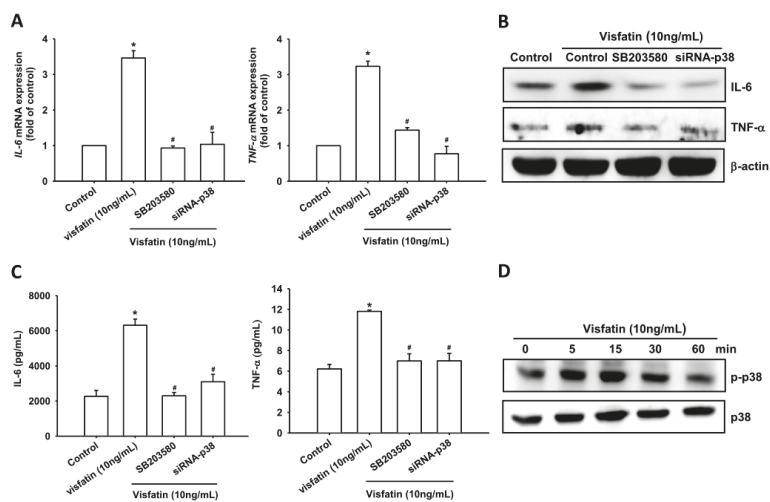 A
IL-6 mRNA expression
(fold of control)
4
3
2
1
0
*
#
#
Control
visfatin (10ng/mL)
SB203580
siRNA-p38
Visfatin (10ng/mL)
TNF-α mRNA expression
(fold of control)
4
3
2
1
0
*
#
#
Control
visfatin (10ng/mL)
SB203580
siRNA-p38
Visfatin (10ng/mL)
B
Visfatin (10ng/mL)
Control Control SB203580 siRNA-p38
IL-6
TNF-α
β-actin
C
IL-6
(pg/mL)
8000
6000
4000
2000
0
*
#
#
Control
visfatin (10ng/mL)
SB203580
siRNA-p38
Visfatin (10ng/mL)
TNF-α (pg/mL)
14
12
10
8
6
4
2
0
*
#
#
Control
visfatin (10ng/mL)
SB203580
siRNA-p38
Visfatin (10ng/mL)
D
Visfatin (10ng/mL)
0 5 15 30 60 min
p-p38
p38